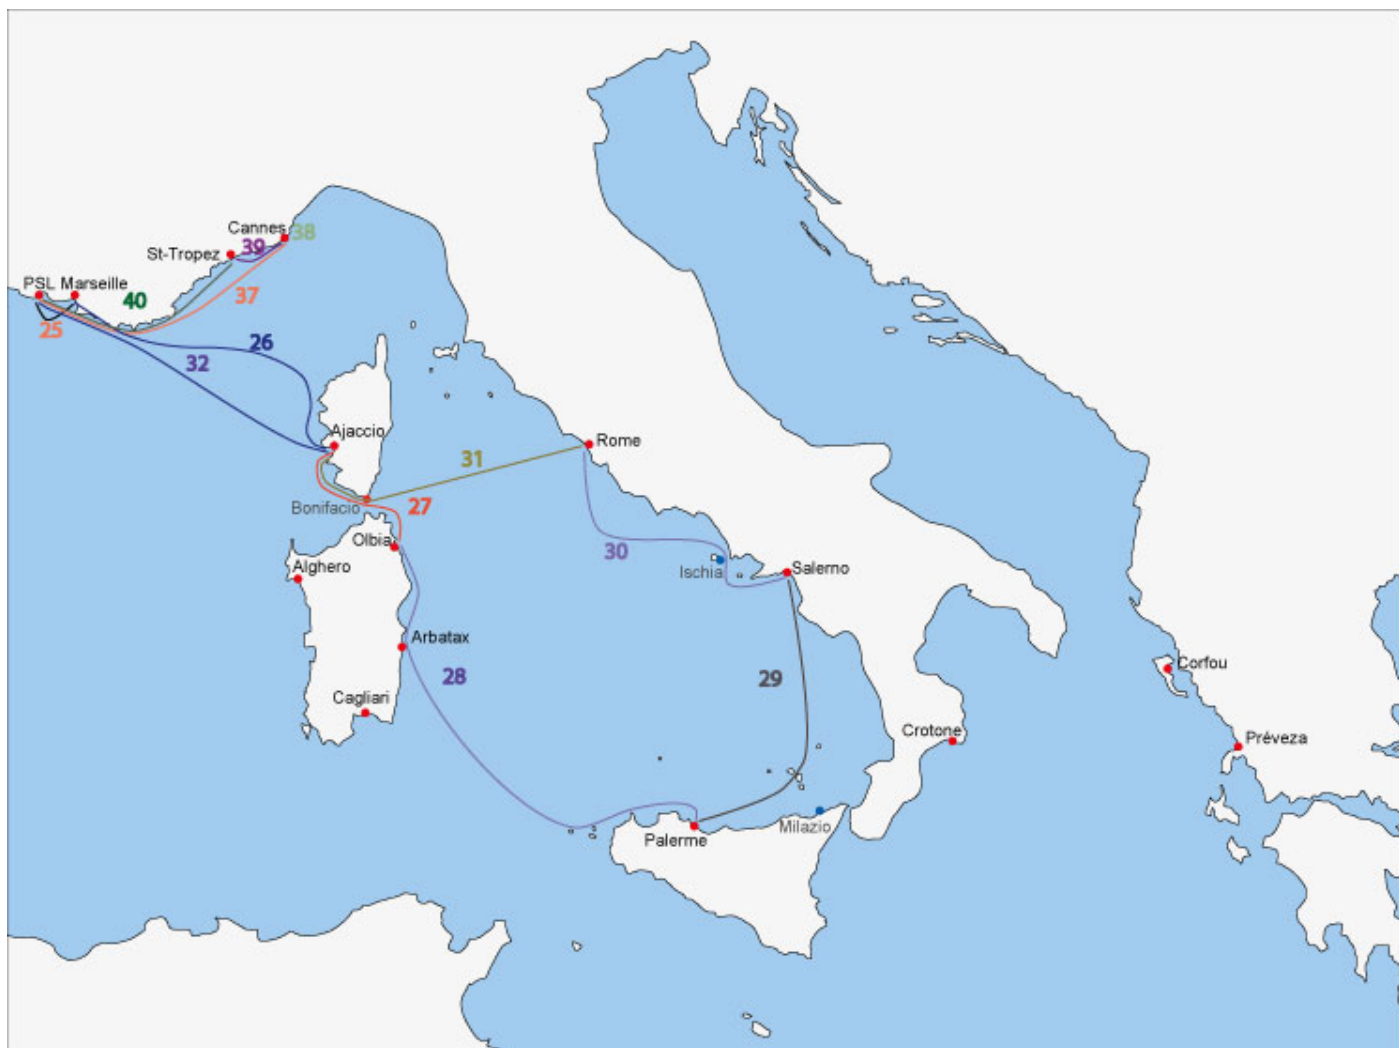 Cannes 38
39
St-Tropez
PSL Marseille
37
40
25
26
32
Ajaccio
Rome
31
Bonifacio
27
Olbia
30
Alghero
Ischia
Salerno
Arbatax
Corfou
28
29
Cagliari
Crotone
Préveza
Milazio
Palerme